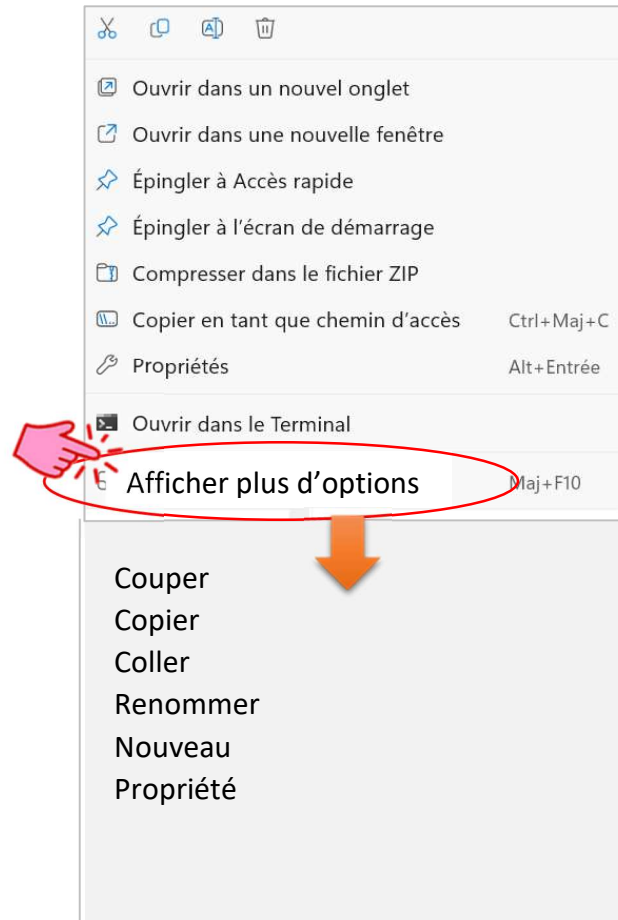 Ouvrir dans un nouvel onglet
Ouvrir dans une nouvelle fenêtre
Épingler à Accès rapide
Épingler à l’écran de démarrage
Compresser dans le fichier ZIP
Copier en tant que chemin d’accès Ctrl+Maj+C
Propriétés Alt+Entrée
Ouvrir dans le Terminal
Afficher plus d’options Maj+F10
Couper
Copier
Coller
Renommer
Nouveau
Propriété